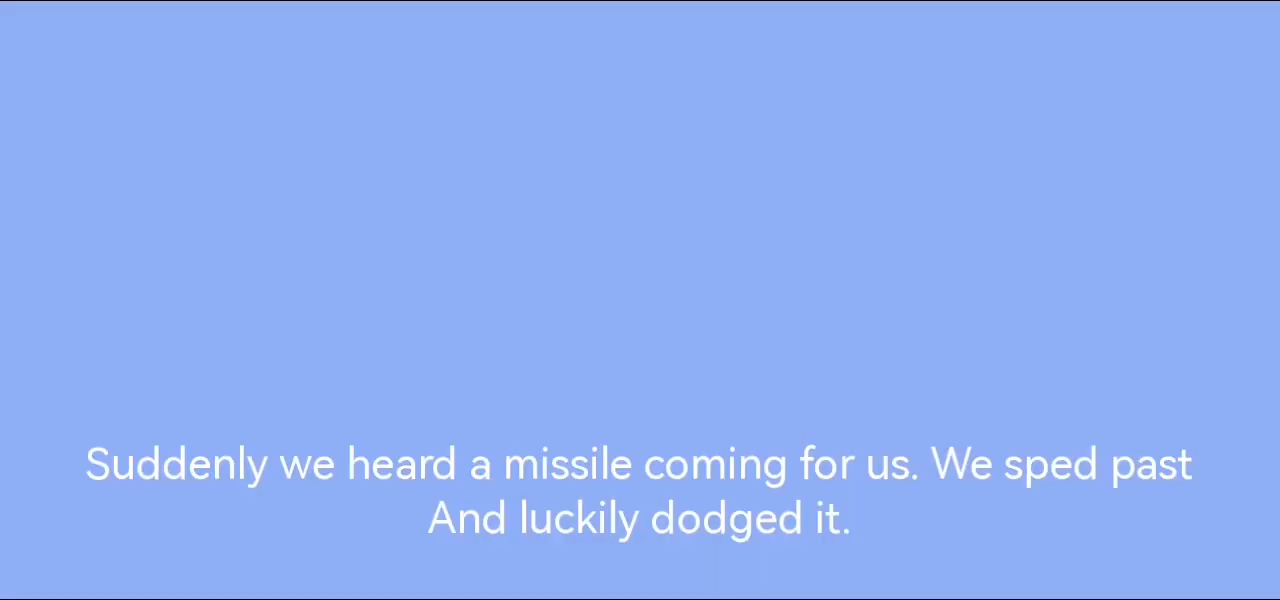 Suddenly we heard a missile coming for us. We sped past
And luckily dodged it.